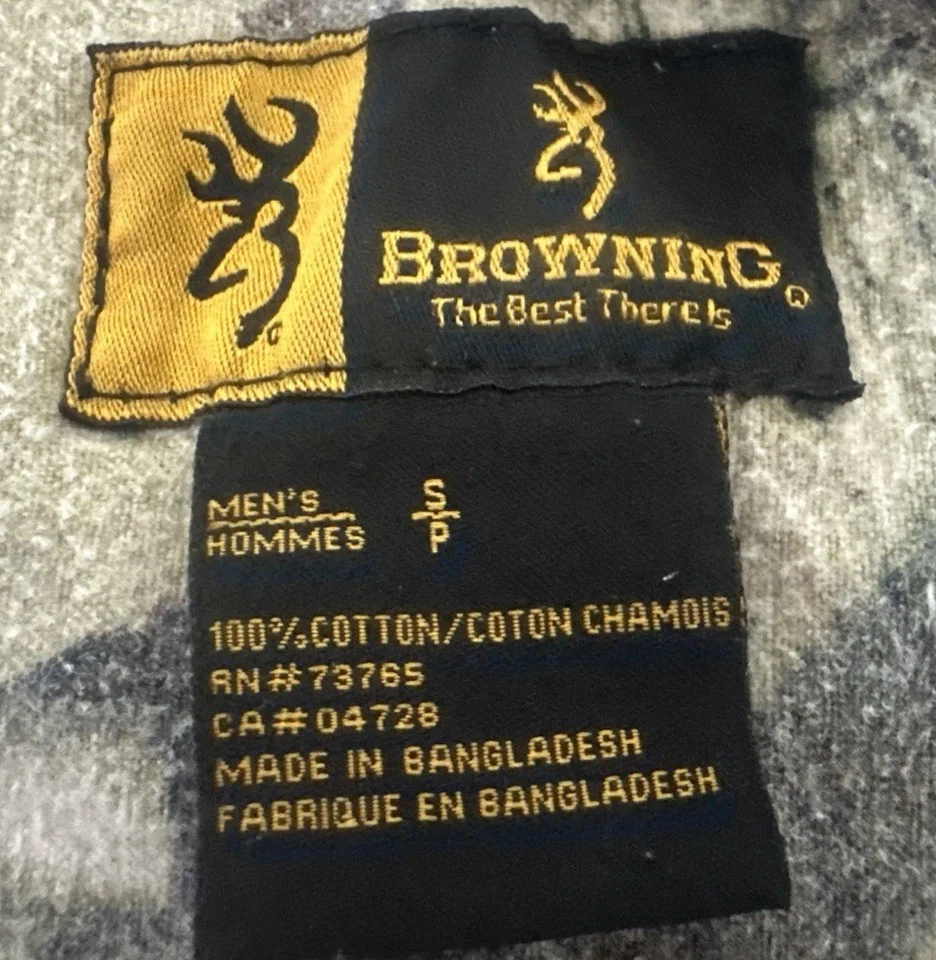 BROWNING®
The Best There Is
MEN'S
HOMMES
S
P
100% COTTON/COTON CHAMOIS
RN# 73765
CA# 04728
MADE IN BANGLADESH
FABRIQUE EN BANGLADESH